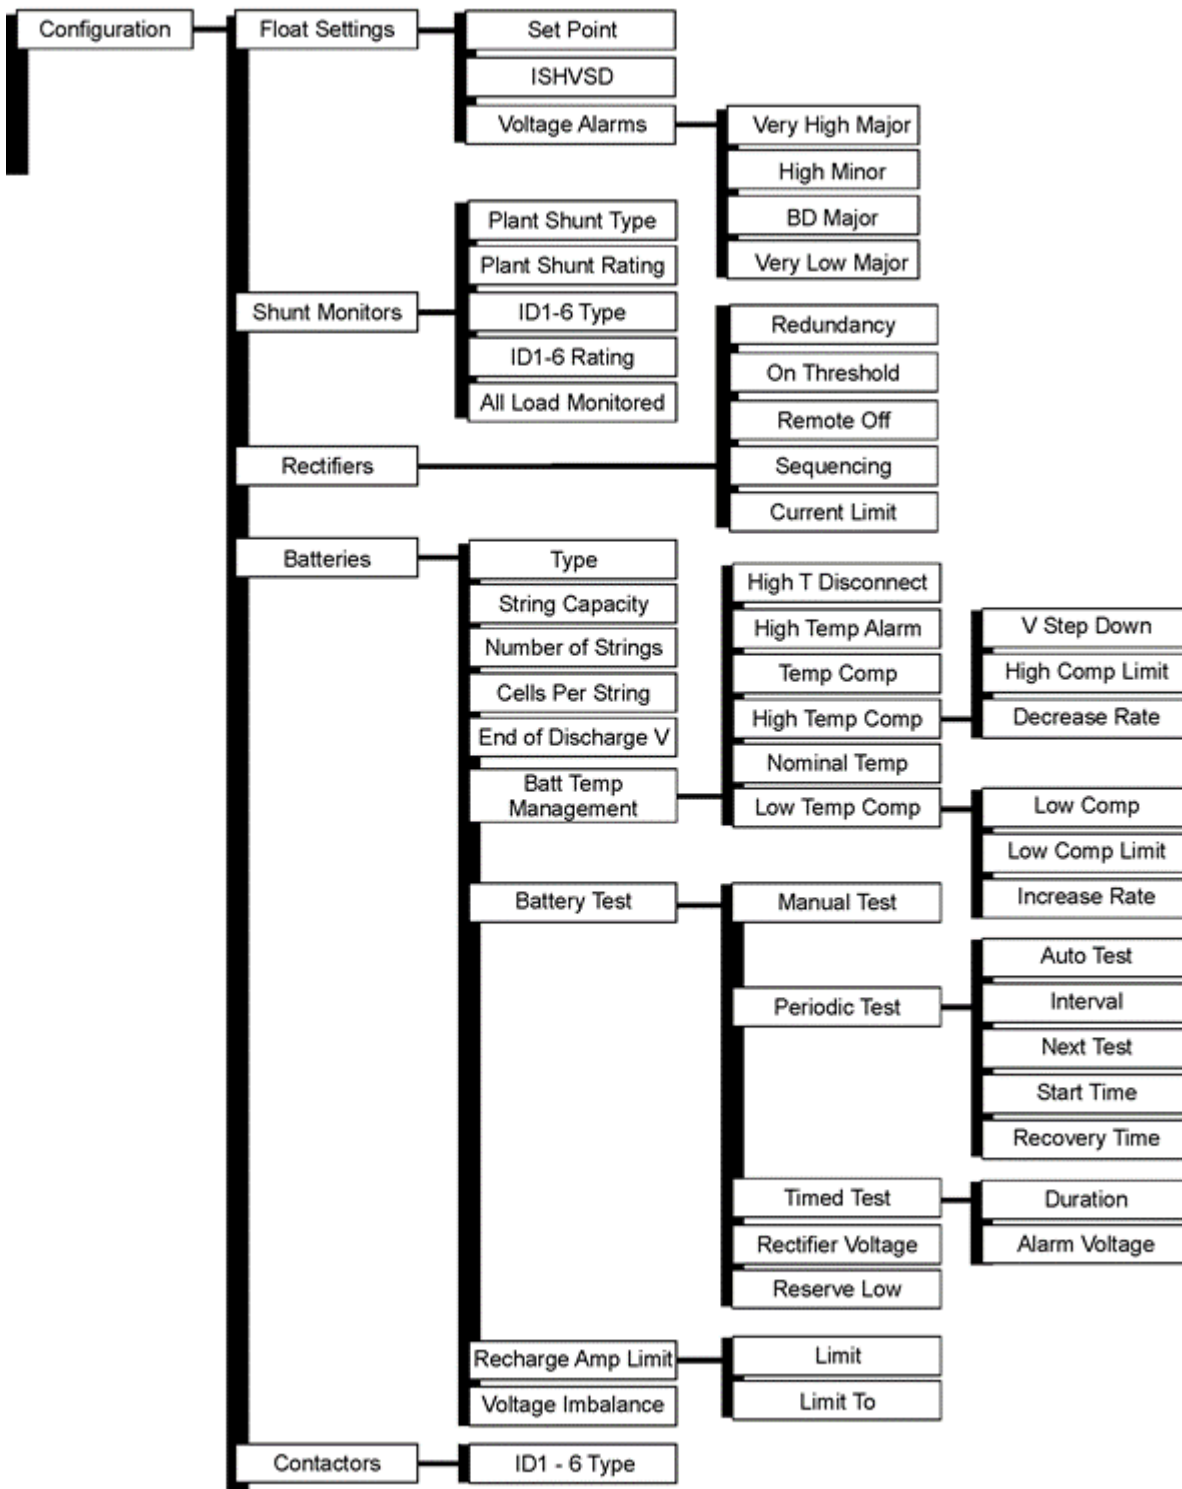 Configuration
Float Settings
Set Point
ISHVSD
Voltage Alarms
Very High Major
High Minor
BD Major
Very Low Major
Shunt Monitors
Plant Shunt Type
Plant Shunt Rating
ID1-6 Type
ID1-6 Rating
All Load Monitored
Rectifiers
Redundancy
On Threshold
Remote Off
Sequencing
Current Limit
Batteries
Type
String Capacity
Number of Strings
Cells Per String
End of Discharge V
Batt Temp
Management
High T Disconnect
High Temp Alarm
Temp Comp
High Temp Comp
V Step Down
High Comp Limit
Decrease Rate
Nominal Temp
Low Temp Comp
Low Comp
Low Comp Limit
Increase Rate
Battery Test
Manual Test
Periodic Test
Auto Test
Interval
Next Test
Start Time
Recovery Time
Timed Test
Duration
Alarm Voltage
Rectifier Voltage
Reserve Low
Recharge Amp Limit
Limit
Limit To
Voltage Imbalance
Contactors
ID1 - 6 Type